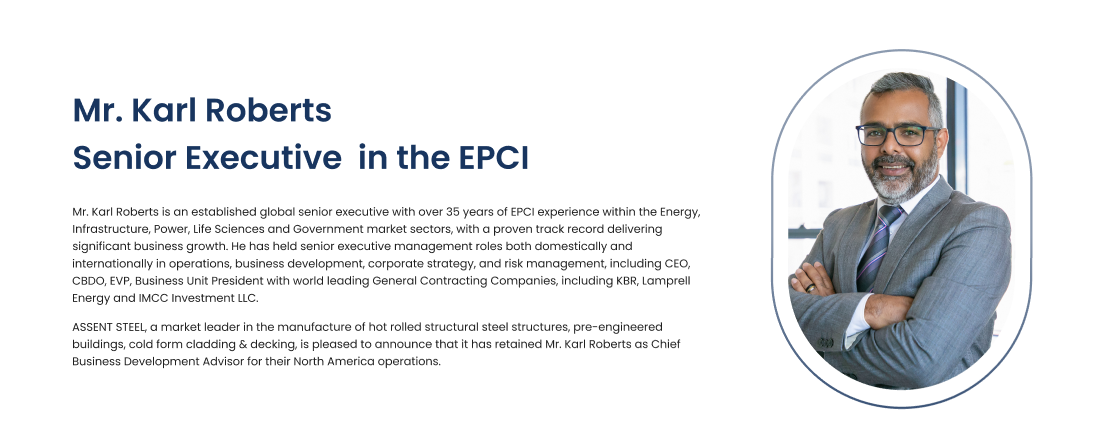 Mr. Karl Roberts
Senior Executive  in the EPCI
Mr. Karl Roberts is an established global senior executive with over 35 years of EPCI experience within the Energy,
Infrastructure, Power, Life Sciences and Government market sectors, with a proven track record delivering
significant business growth. He has held senior executive management roles both domestically and
internationally in operations, business development, corporate strategy, and risk management, including CEO,
CBDO, EVP, Business Unit President with world leading General Contracting Companies, including KBR, Lamprell
Energy and IMCC Investment LLC.
ASSENT STEEL, a market leader in the manufacture of hot rolled structural steel structures, pre-engineered
buildings, cold form cladding & decking, is pleased to announce that it has retained Mr. Karl Roberts as Chief
Business Development Advisor for their North America operations.